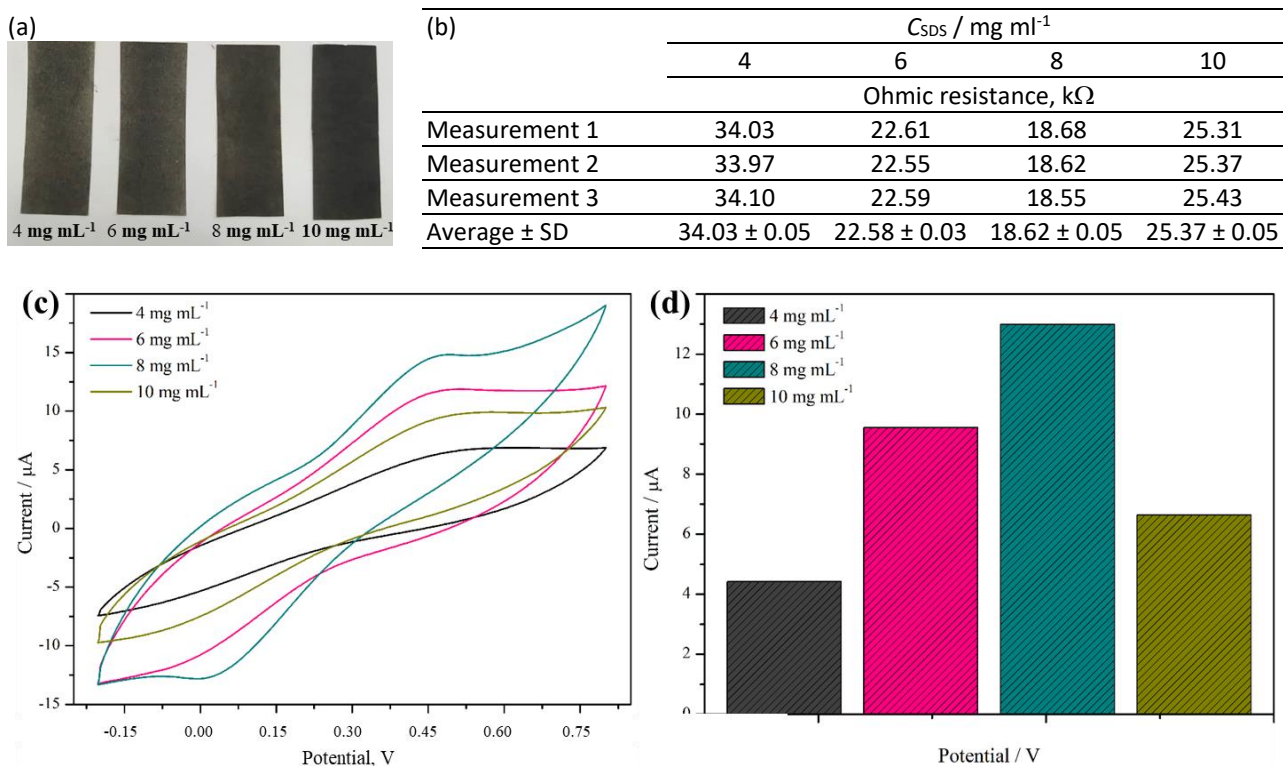 (a)
4 mg mL-1 6 mg mL-1 8 mg mL-1 10 mg mL-1
(b) CSDS / mg ml-1
4 6 8 10
Ohmic resistance, kΩ
Measurement 1 34.03 22.61 18.68 25.31
Measurement 2 33.97 22.55 18.62 25.37
Measurement 3 34.10 22.59 18.55 25.43
Average ± SD 34.03 ± 0.05 22.58 ± 0.03 18.62 ± 0.05 25.37 ± 0.05
(c)
4 mg mL-1
6 mg mL-1
8 mg mL-1
10 mg mL-1
Current / µA
15
10
5
0
-5
-10
-15
-0.15 0.00 0.15 0.30 0.45 0.60 0.75
Potential, V
(d)
4 mg mL-1
6 mg mL-1
8 mg mL-1
10 mg mL-1
Current / µA
12
10
8
6
4
2
0
Potential / V